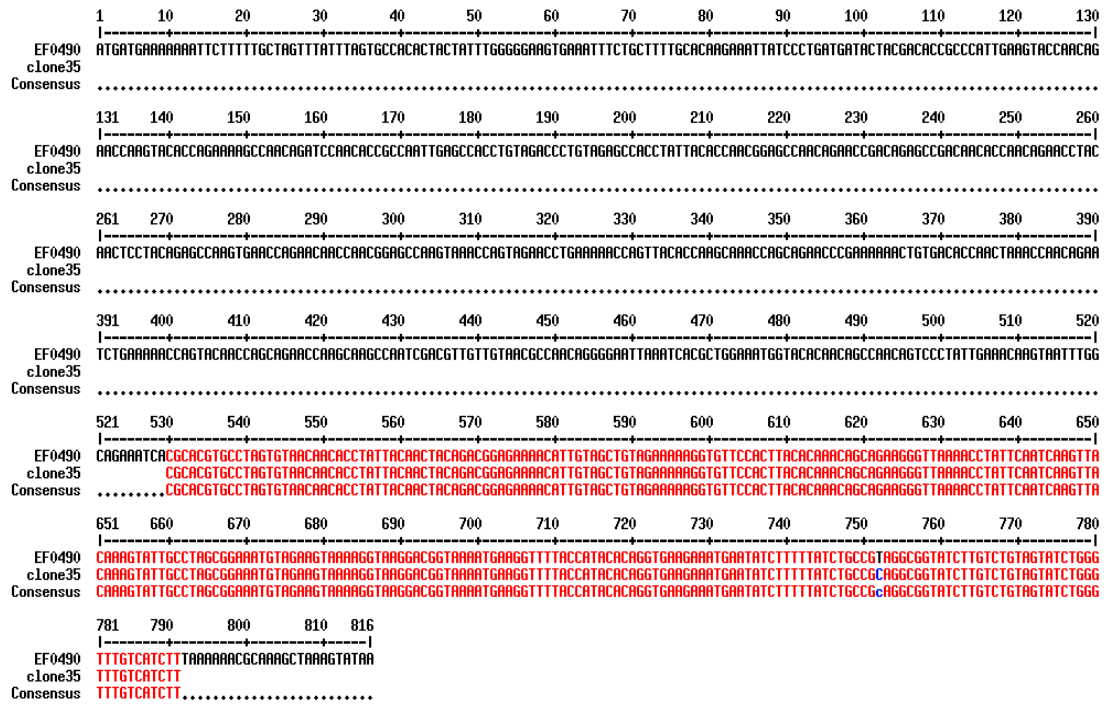 1 10 20 30 40 50 60 70 80 90 100 110 120 130
|--------+---------+---------+---------+---------+---------+---------+---------+---------+---------+---------+---------+---------|
EF0490 ATGATGAAAAAAATTCTTTTTGCTAGTTTATTTAGTGCCACACTACTATTTGGGGGAAGTGAAATTTCTGCTTTTGCACAAGAAATTATCCCTGATGATACTACGACACCGCCCATTGAAGTACCAACAG
clone35
Consensus ..................................................................................................................................
131 140 150 160 170 180 190 200 210 220 230 240 250 260
|--------+---------+---------+---------+---------+---------+---------+---------+---------+---------+---------+---------+---------|
EF0490 AACCAAGTACACCAGAAAAGCCAACAGATCCAACACCGCCAATTGAGCCACCTGTAGACCCTGTAGAGCCACCTATTACACCAACGGAGCCAACAGAACCGACAGAGCCGACAACACCAACAGAACCTAC
clone35
Consensus ..................................................................................................................................
261 270 280 290 300 310 320 330 340 350 360 370 380 390
|--------+---------+---------+---------+---------+---------+---------+---------+---------+---------+---------+---------+---------|
EF0490 AACTCCTACAGAGCCAAGTGAACCAGAACAACCAACGGAGCCAAGTAAACCAGTAGAACCTGAAAAACCAGTTACACCAAGCAAACCAGCAGAACCCGAAAAAACTGTGACACCAACTAAACCAACAGAA
clone35
Consensus ..................................................................................................................................
391 400 410 420 430 440 450 460 470 480 490 500 510 520
|--------+---------+---------+---------+---------+---------+---------+---------+---------+---------+---------+---------+---------|
EF0490 TCTGAAAAACCAGTACAACCAGCAGAACCAAGCAAGCCAATCGACGTTGTTGTAACGCCAACAGGGGAATTAAATCACGCTGGAAATGGTACACAACAGCCAACAGTCCCTATTGAAACAAGTAATTTGG
clone35
Consensus ..................................................................................................................................
521 530 540 550 560 570 580 590 600 610 620 630 640 650
|--------+---------+---------+---------+---------+---------+---------+---------+---------+---------+---------+---------+---------|
EF0490 CAGAAATCACGCACGTGCCTAGTGTAACAACACCTATTACAACTACAGACGGAGAAAACATTGTAGCTGTAGAAAAAGGTGTTCCACTTACACAAACAGCAGAAGGGTTAAAACCTATTCAATCAAGTTA
clone35 CGCACGTGCCTAGTGTAACAACACCTATTACAACTACAGACGGAGAAAACATTGTAGCTGTAGAAAAAGGTGTTCCACTTACACAAACAGCAGAAGGGTTAAAACCTATTCAATCAAGTTA
Consensus .........CGCACGTGCCTAGTGTAACAACACCTATTACAACTACAGACGGAGAAAACATTGTAGCTGTAGAAAAAGGTGTTCCACTTACACAAACAGCAGAAGGGTTAAAACCTATTCAATCAAGTTA
651 660 670 680 690 700 710 720 730 740 750 760 770 780
|--------+---------+---------+---------+---------+---------+---------+---------+---------+---------+---------+---------+---------|
EF0490 CAAAGTATTGCCTAGCGGAAATGTAGAAGTAAAAGGTAAGGACGGTAAAATGAAGGTTTTACCATACACAGGTGAAGAAATGAATATCTTTTTATCTGCCGTAGGCGGTATCTTGTCTGTAGTATCTGGG
clone35 CAAAGTATTGCCTAGCGGAAATGTAGAAGTAAAAGGTAAGGACGGTAAAATGAAGGTTTTACCATACACAGGTGAAGAAATGAATATCTTTTTATCTGCCGCAGGCGGTATCTTGTCTGTAGTATCTGGG
Consensus CAAAGTATTGCCTAGCGGAAATGTAGAAGTAAAAGGTAAGGACGGTAAAATGAAGGTTTTACCATACACAGGTGAAGAAATGAATATCTTTTTATCTGCCGcAGGCGGTATCTTGTCTGTAGTATCTGGG
781 790 800 810 816
|--------+---------+---------+-----|
EF0490 TTTGTCATCTTTAAAAAACGCAAAGCTAAAGTATAA
clone35 TTTGTCATCTT
Consensus TTTGTCATCTT.........................